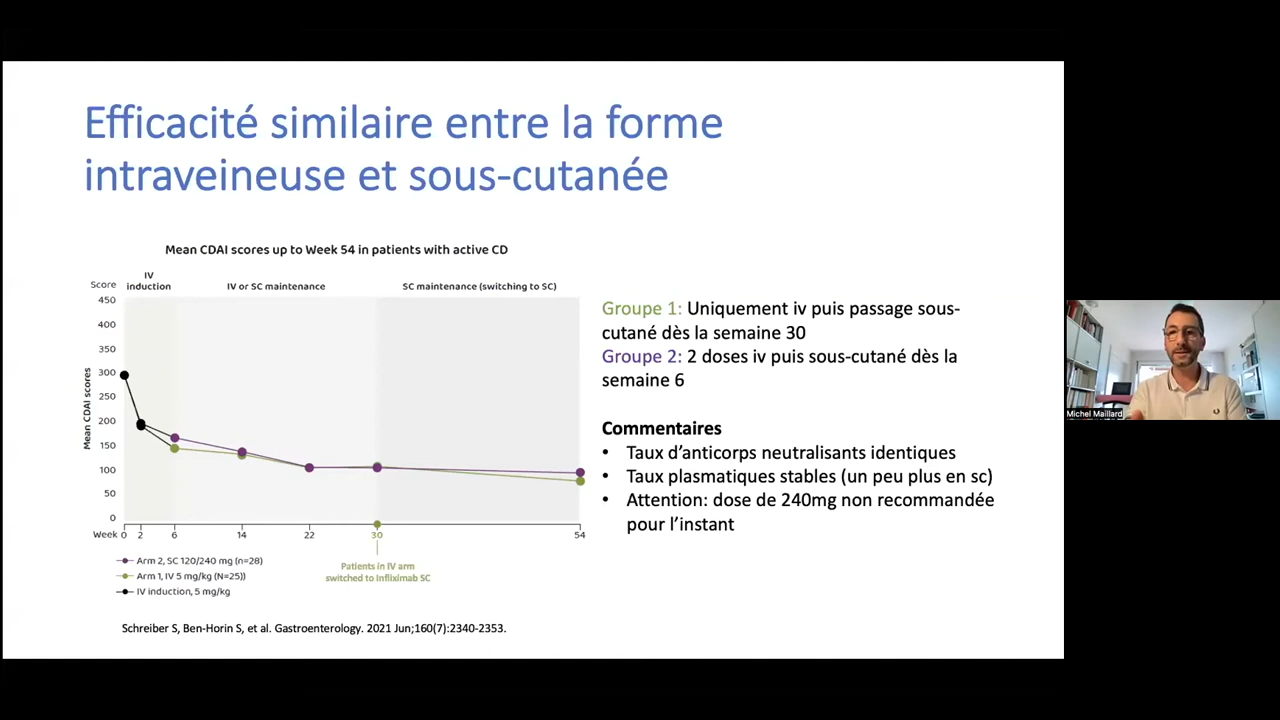 Efficacité similaire entre la forme
intraveineuse et sous-cutanée
Mean CDAI scores up to Week 54 in patients with active CD
Score
IV
induction
IV or SC maintenance
SC maintenance (switching to SC)
Mean CDAI scores
450
400
350
300
250
200
150
100
50
0
Week 0 2 6 14 22 30 54
Patients in IV arm
switched to Infliximab SC
Arm 2, SC 120/240 mg (n=28)
Arm 1, IV 5 mg/kg (N=25))
IV induction, 5 mg/kg
Schreiber S, Ben-Horin S, et al. Gastroenterology. 2021 Jun;160(7):2340-2353.
Groupe 1: Uniquement iv puis passage sous-
cutané dès la semaine 30
Groupe 2: 2 doses iv puis sous-cutané dès la
semaine 6
Commentaires
• Taux d’anticorps neutralisants identiques
• Taux plasmatiques stables (un peu plus en sc)
• Attention: dose de 240mg non recommandée
pour l’instant
Michel Maillard